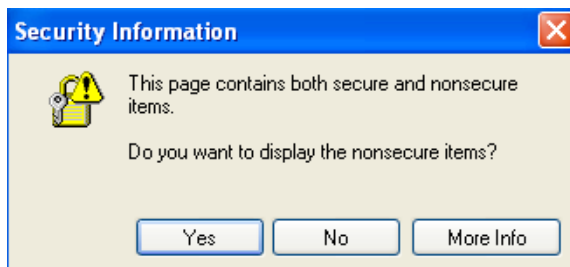 Security Information
This page contains both secure and nonsecure
items.
Do you want to display the nonsecure items?
Yes
No
More Info